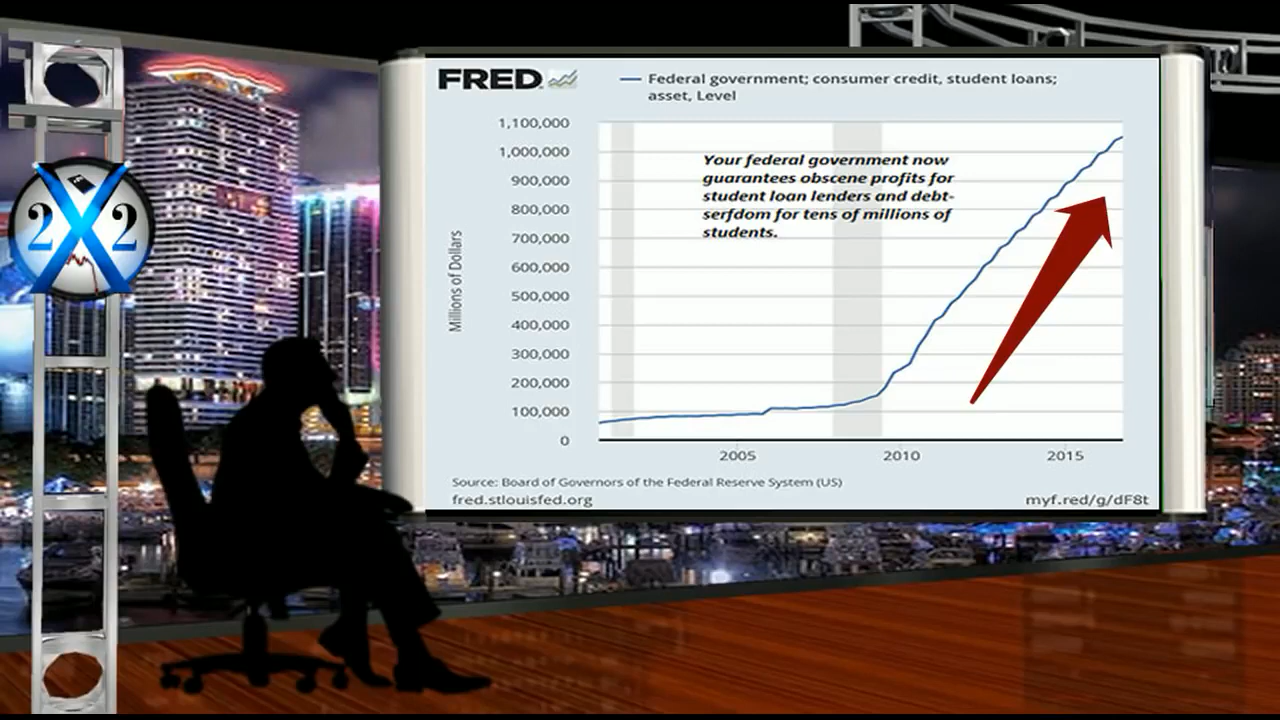 FRED
Federal government; consumer credit, student loans;
asset, Level
1,100,000
1,000,000
900,000
800,000
700,000
600,000
500,000
400,000
300,000
200,000
100,000
0
Millions of Dollars
Your federal government now
guarantees obscene profits for
student loan lenders and debt-
serfdom for tens of millions of
students.
2005
2010
2015
Source: Board of Governors of the Federal Reserve System (US)
fred.stlouisfed.org
myf.red/g/dF8t
2X2